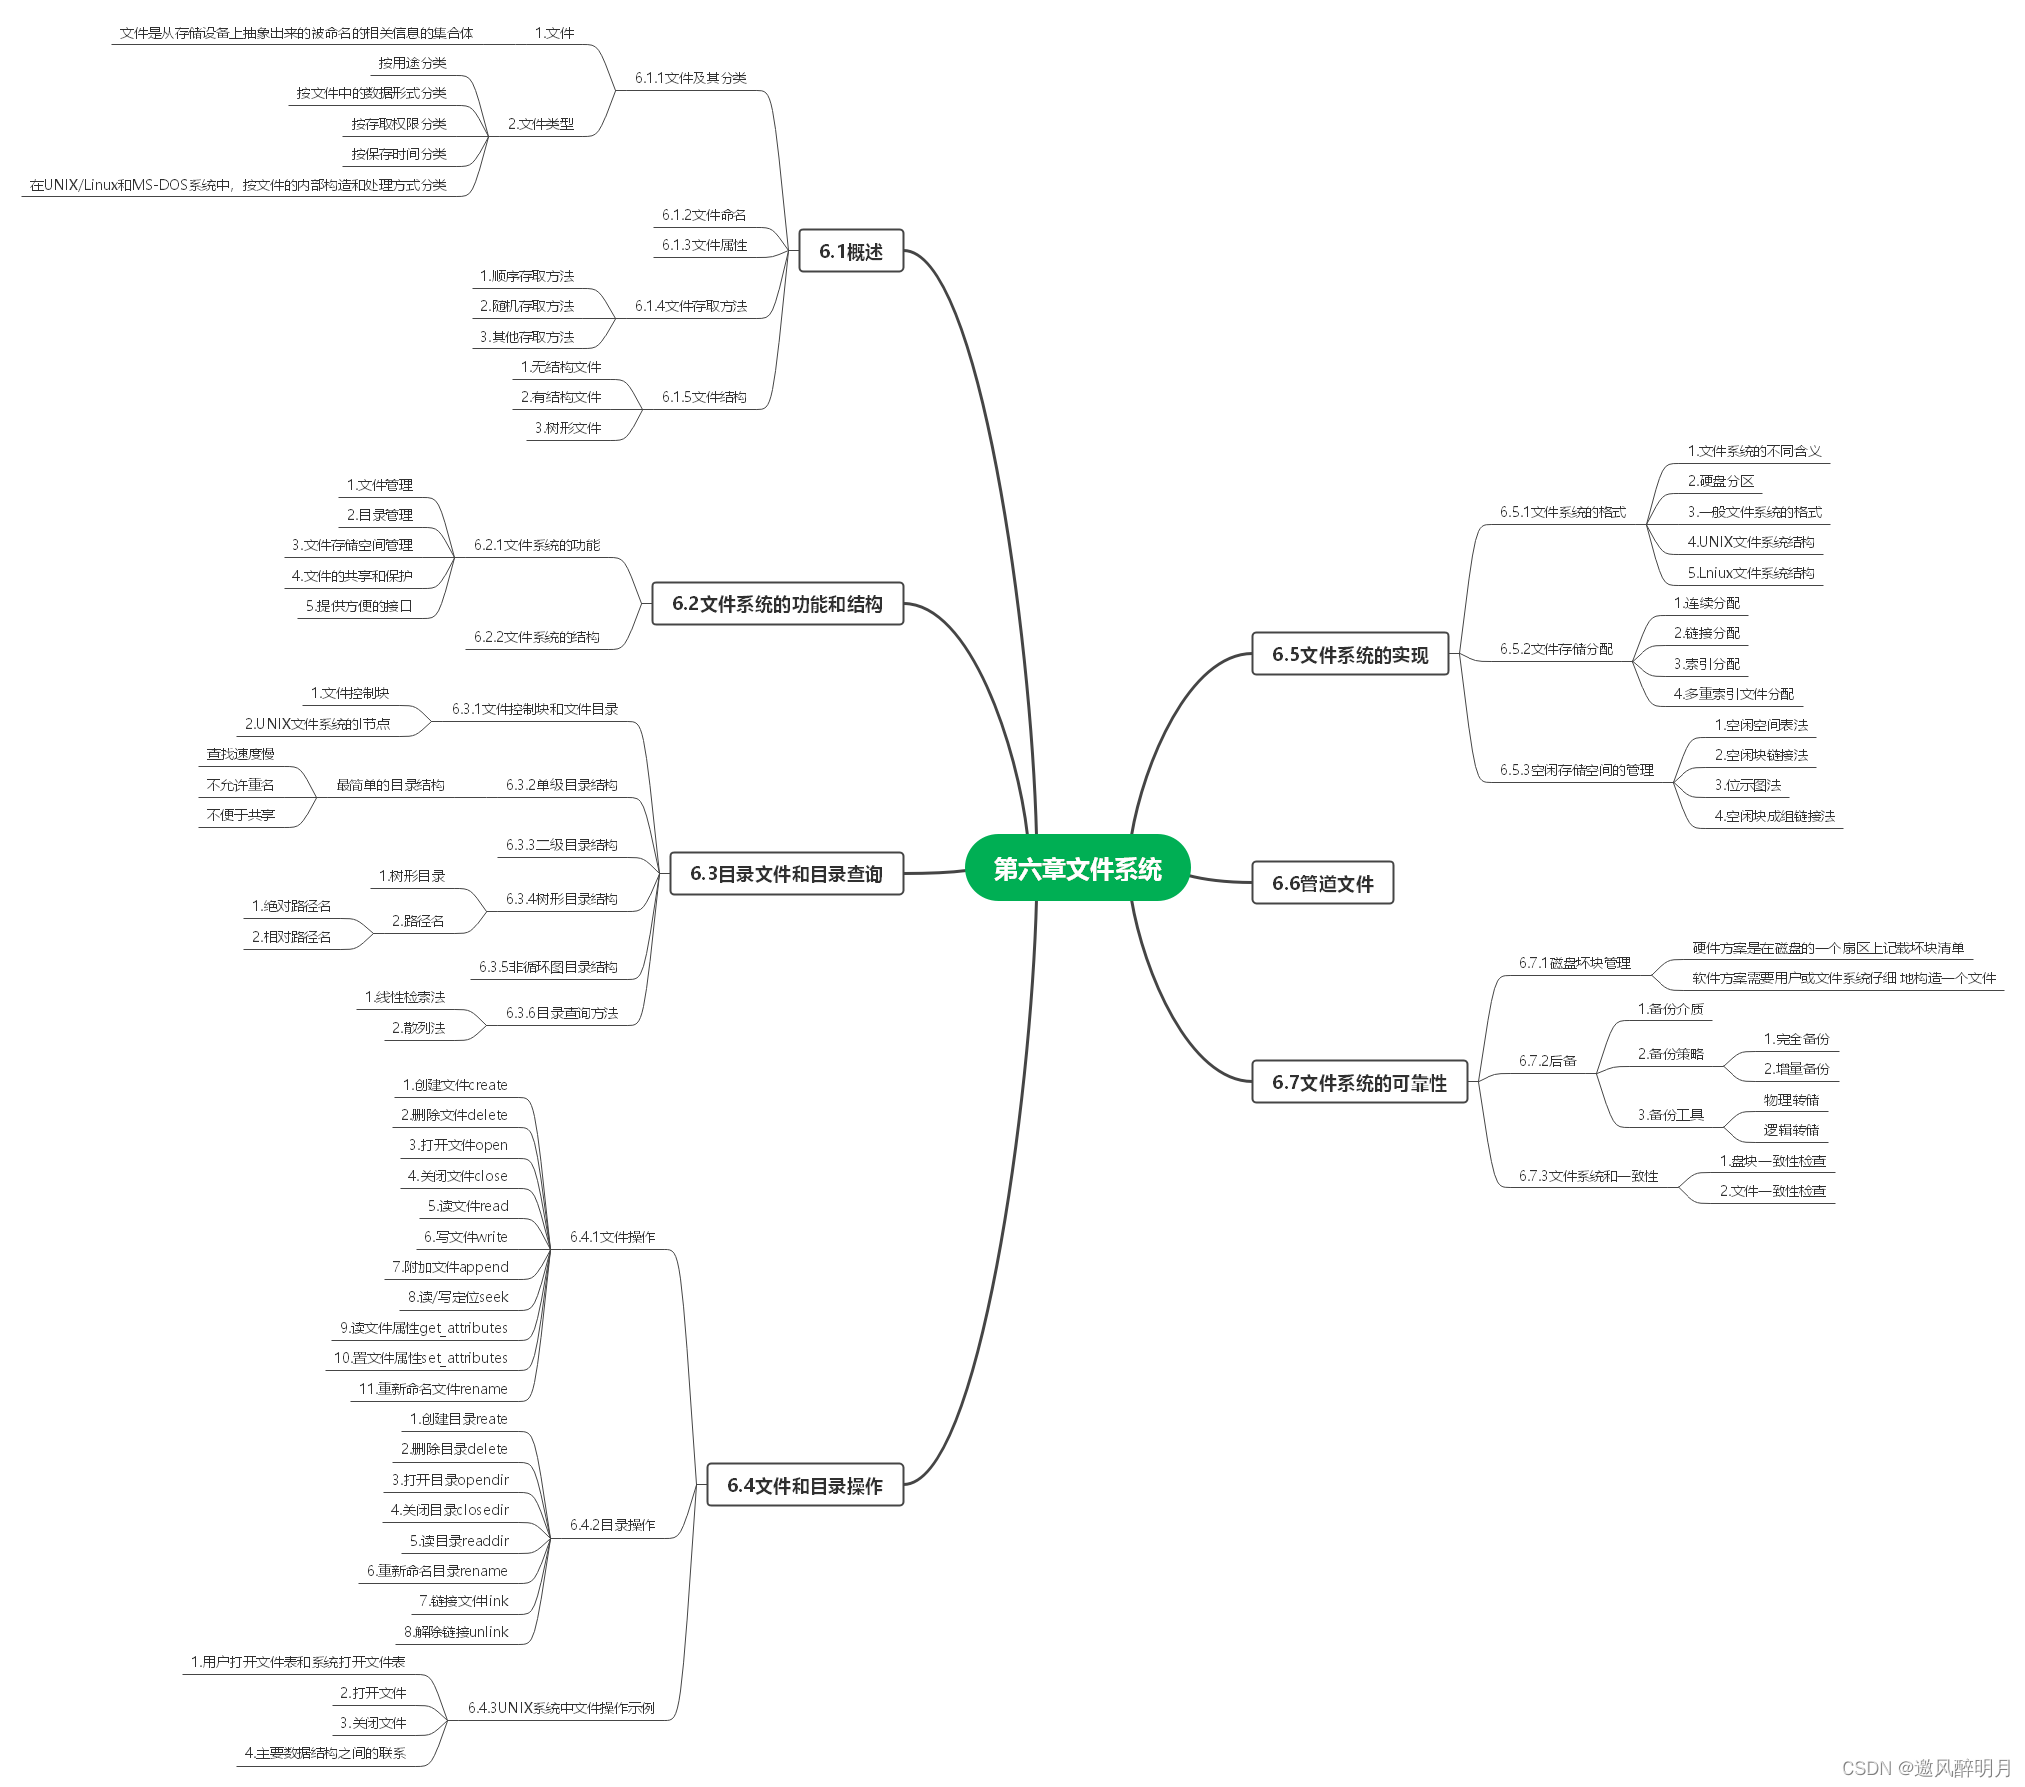 第六章文件系统
6.1概述
6.1.1文件及其分类
1.文件
文件是从存储设备上抽象出来的被命名的相关信息的集合体
2.文件类型
按用途分类
按文件中的数据形式分类
按存取权限分类
按保存时间分类
在UNIX/Linux和MS-DOS系统中，按文件的内部构造和处理方式分类
6.1.2文件命名
6.1.3文件属性
6.1.4文件存取方法
1.顺序存取方法
2.随机存取方法
3.其他存取方法
6.1.5文件结构
1.无结构文件
2.有结构文件
3.树形文件
6.2文件系统的功能和结构
6.2.1文件系统的功能
1.文件管理
2.目录管理
3.文件存储空间管理
4.文件的共享和保护
5.提供方便的接口
6.2.2文件系统的结构
6.3目录文件和目录查询
6.3.1文件控制块和文件目录
1.文件控制块
2.UNIX文件系统的I节点
6.3.2单级目录结构
最简单的目录结构
查找速度慢
不允许重名
不便于共享
6.3.3二级目录结构
6.3.4树形目录结构
1.树形目录
2.路径名
1.绝对路径名
2.相对路径名
6.3.5非循环图目录结构
6.3.6目录查询方法
1.线性检索法
2.散列法
6.4文件和目录操作
6.4.1文件操作
1.创建文件create
2.删除文件delete
3.打开文件open
4.关闭文件close
5.读文件read
6.写文件write
7.附加文件append
8.读/写定位seek
9.读文件属性get_attributes
10.置文件属性set_attributes
11.重新命名文件rename
6.4.2目录操作
1.创建目录reate
2.删除目录delete
3.打开目录opendir
4.关闭目录closedir
5.读目录readdir
6.重新命名目录rename
7.链接文件link
8.解除链接unlink
6.4.3UNIX系统中文件操作示例
1.用户打开文件表和系统打开文件表
2.打开文件
3.关闭文件
4.主要数据结构之间的联系
6.5文件系统的实现
6.5.1文件系统的格式
1.文件系统的不同含义
2.硬盘分区
3.一般文件系统的格式
4.UNIX文件系统结构
5.Lniux文件系统结构
6.5.2文件存储分配
1.连续分配
2.链接分配
3.索引分配
4.多重索引文件分配
6.5.3空闲存储空间的管理
1.空闲空间表法
2.空闲块链接法
3.位示图法
4.空闲块成组链接法
6.6管道文件
6.7文件系统的可靠性
6.7.1磁盘坏块管理
硬件方案是在磁盘的一个扇区上记载坏块清单
软件方案需要用户或文件系统仔细 地构造一个文件
6.7.2后备
1.备份介质
2.备份策略
1.完全备份
2.增量备份
3.备份工具
物理转储
逻辑转储
6.7.3文件系统和一致性
1.盘块一致性检查
2.文件一致性检查
CSDN @邀风醉明月